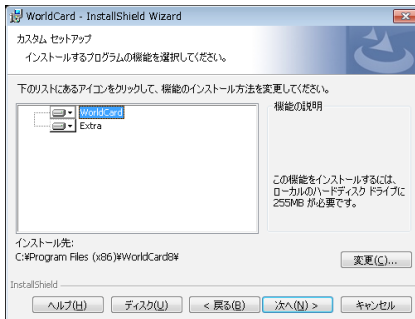 WorldCard - InstallShield Wizard
カスタム セットアップ
インストールするプログラムの機能を選択してください。
下のリストにあるアイコンをクリックして、機能のインストール方法を変更してください。
WorldCard
Extra
機能の説明
この機能をインストールするには、
ローカルのハードディスク ドライブに
255MB が必要です。
インストール先:
C:¥Program Files (x86)¥WorldCard8¥
変更(C)...
InstallShield
ヘルプ(H)
ディスク(U)
< 戻る(B)
次へ(N) >
キャンセル